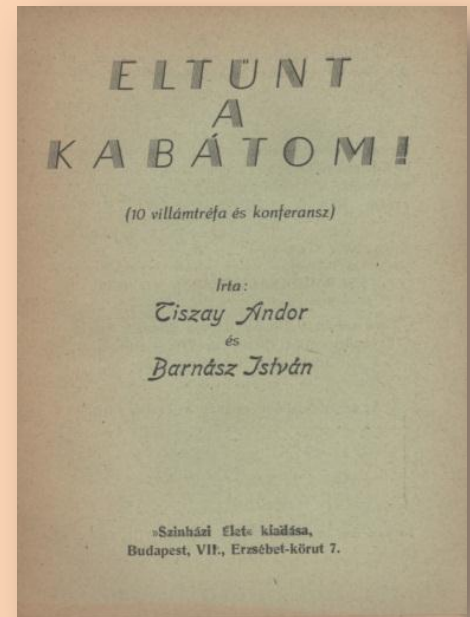 ELTÜNT
A
KABÁTOM!
(10 villámtréfa és konferansz)
Írta:
Tiszay Andor
és
Barnász István
»Szinházi Élet« kiadása,
Budapest, VII., Erzsébet-körut 7.